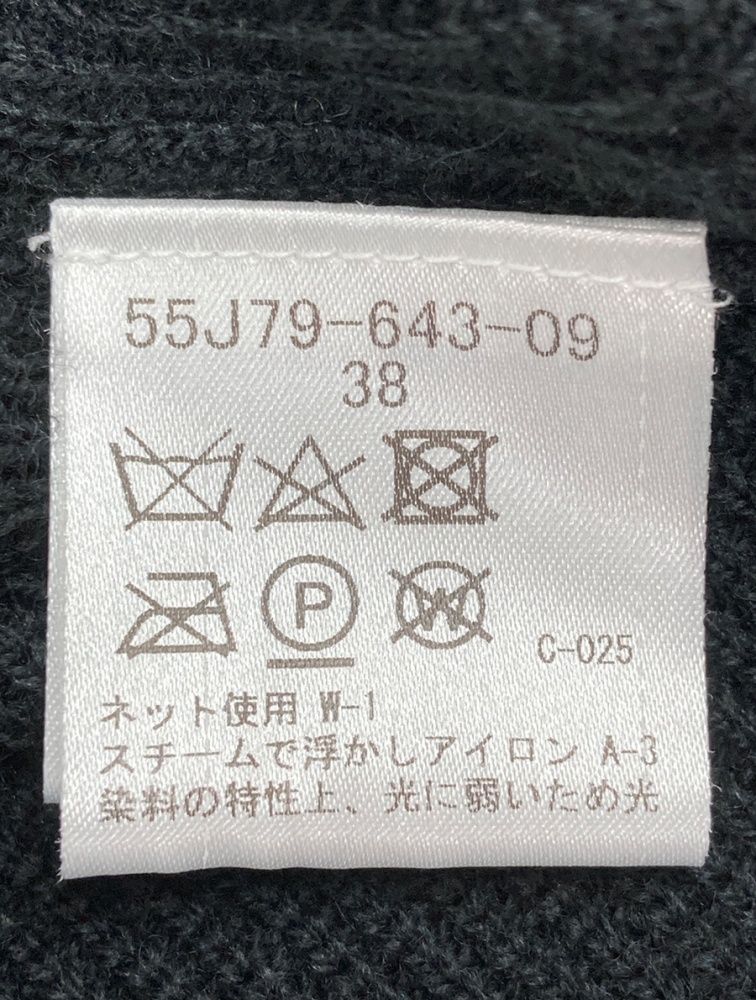 55J79-643-09
38
P W
C-025
ネット使用 W-1
スチームで浮かしアイロン A-3
染料の特性上、光に弱いため光